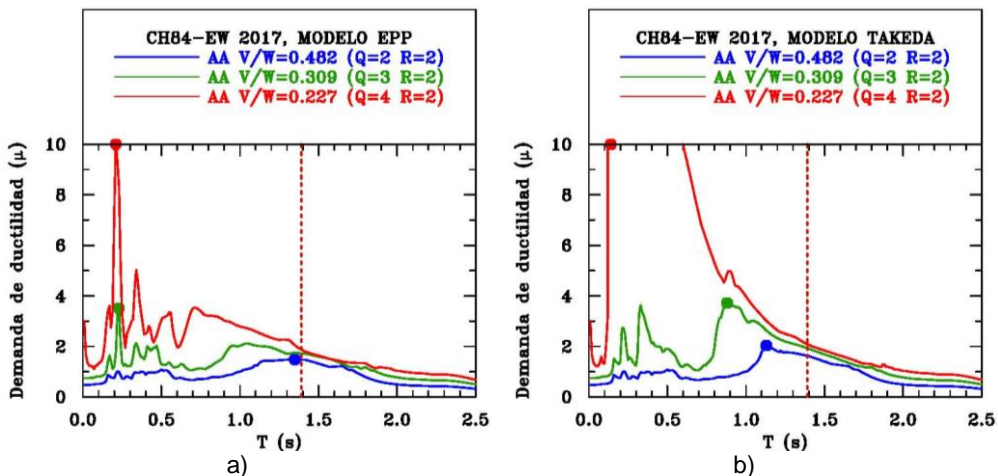 CH84-EW 2017, MODELO EPP
AA V/W=0.482 (Q=2 R=2)
AA V/W=0.309 (Q=3 R=2)
AA V/W=0.227 (Q=4 R=2)
Demanda de ductilidad (μ)
10
8
6
4
2
0
0.0 0.5 1.0 1.5 2.0 2.5
T (s)
a)
CH84-EW 2017, MODELO TAKEDA
AA V/W=0.482 (Q=2 R=2)
AA V/W=0.309 (Q=3 R=2)
AA V/W=0.227 (Q=4 R=2)
Demanda de ductilidad (μ)
10
8
6
4
2
0
0.0 0.5 1.0 1.5 2.0 2.5
T (s)
b)